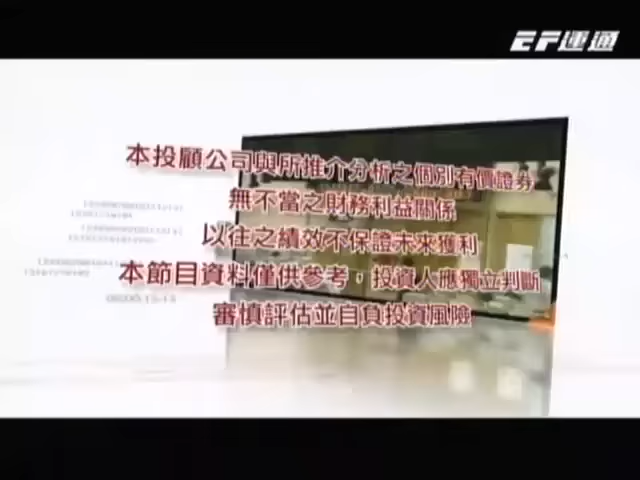 EF運通
本投顧公司與所推介分析之個別有價證券
無不當之財務利益關係
以往之績效不保證未來獲利
本節目資料僅供參考，投資人應獨立判斷
審慎評估並自負投資風險